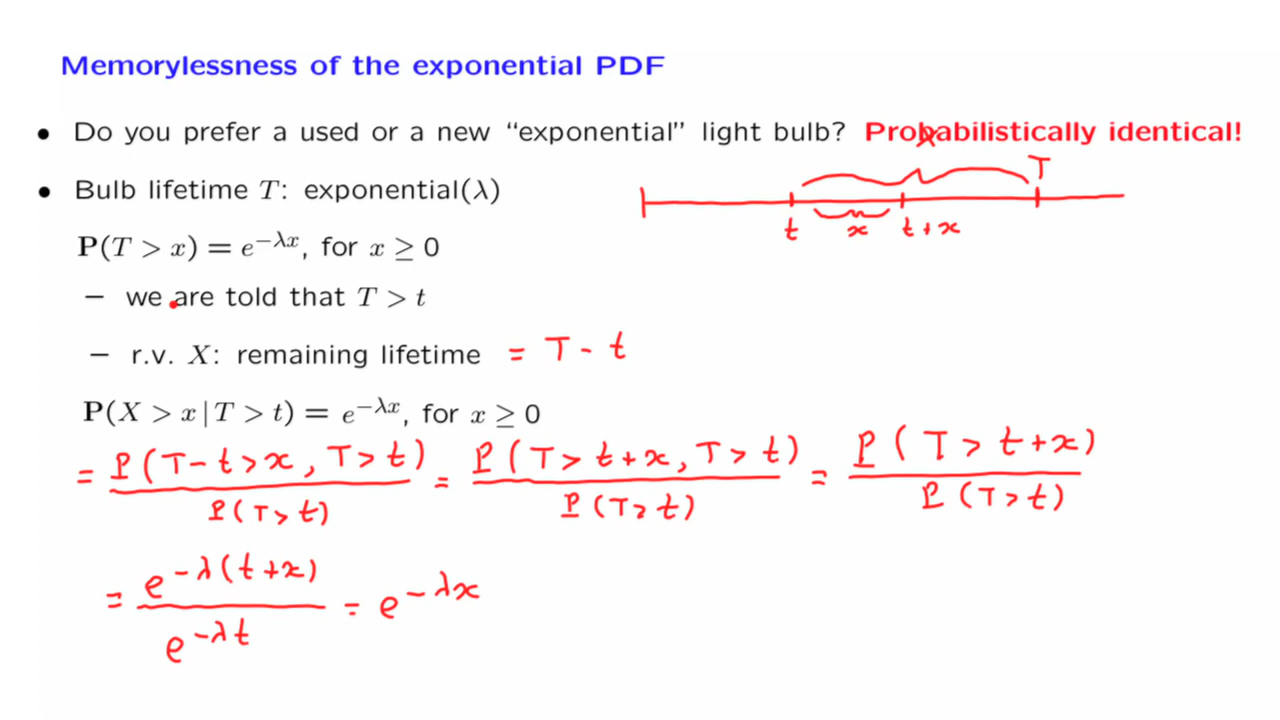 Memorylessness of the exponential PDF
• Do you prefer a used or a new “exponential” light bulb? Probabilistically identical!
• Bulb lifetime T: exponential(λ)
X
T
t x t+x
P(T > x) = e^{−λx}, for x ≥ 0
– we are told that T > t
– r.v. X: remaining lifetime = T - t
P(X > x | T > t) = e^{−λx}, for x ≥ 0
= P(T-t>x, T>t) / P(T>t) = P(T>t+x, T>t) / P(T>t) = P(T>t+x) / P(T>t)
= e^{-λ(t+x)} / e^{-λt} = e^{-λx}